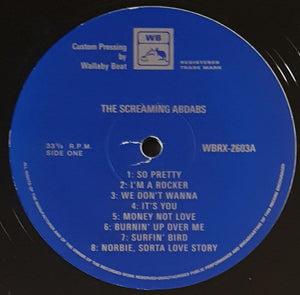 WB
Custom Pressing
by
Wallaby Beat
REGISTERED
TRADE MARK
THE SCREAMING ABDABS
33⅓ R.P.M.
SIDE ONE
WBRX-2603A
1: SO PRETTY
2: I'M A ROCKER
3: WE DON'T WANNA
4: IT'S YOU
5: MONEY NOT LOVE
6: BURNIN' UP OVER ME
7: SURFIN' BIRD
8: NORBIE, SORTA LOVE STORY